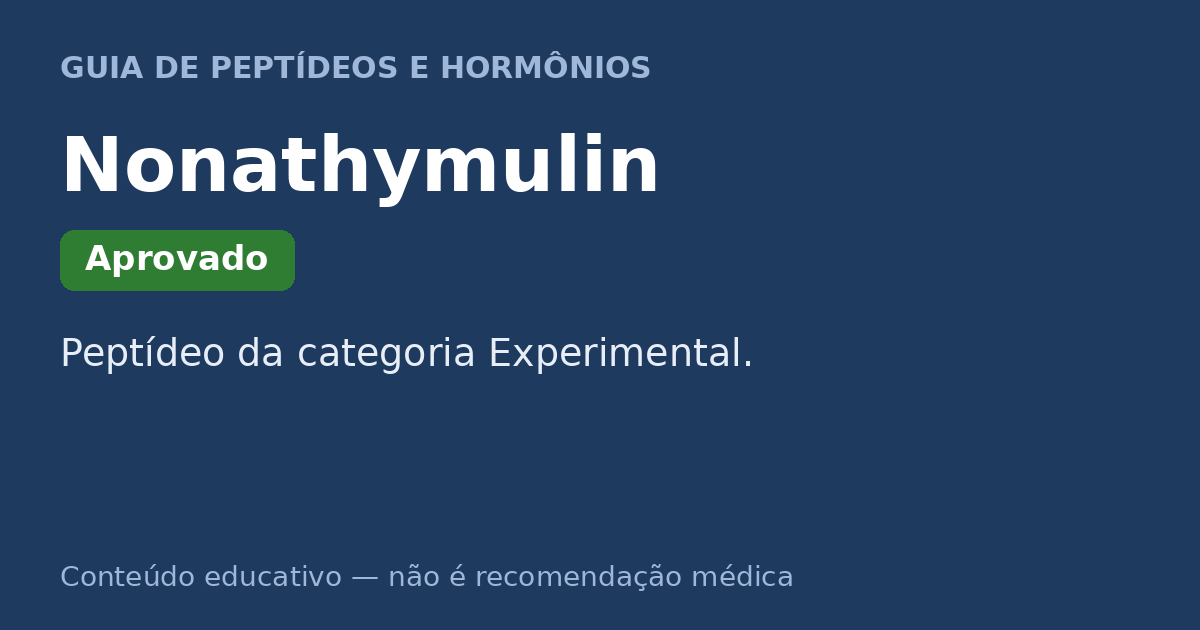 GUIA DE PEPTÍDEOS E HORMÔNIOS
Nonathymulin
Aprovado
Peptídeo da categoria Experimental.
Conteúdo educativo — não é recomendação médica